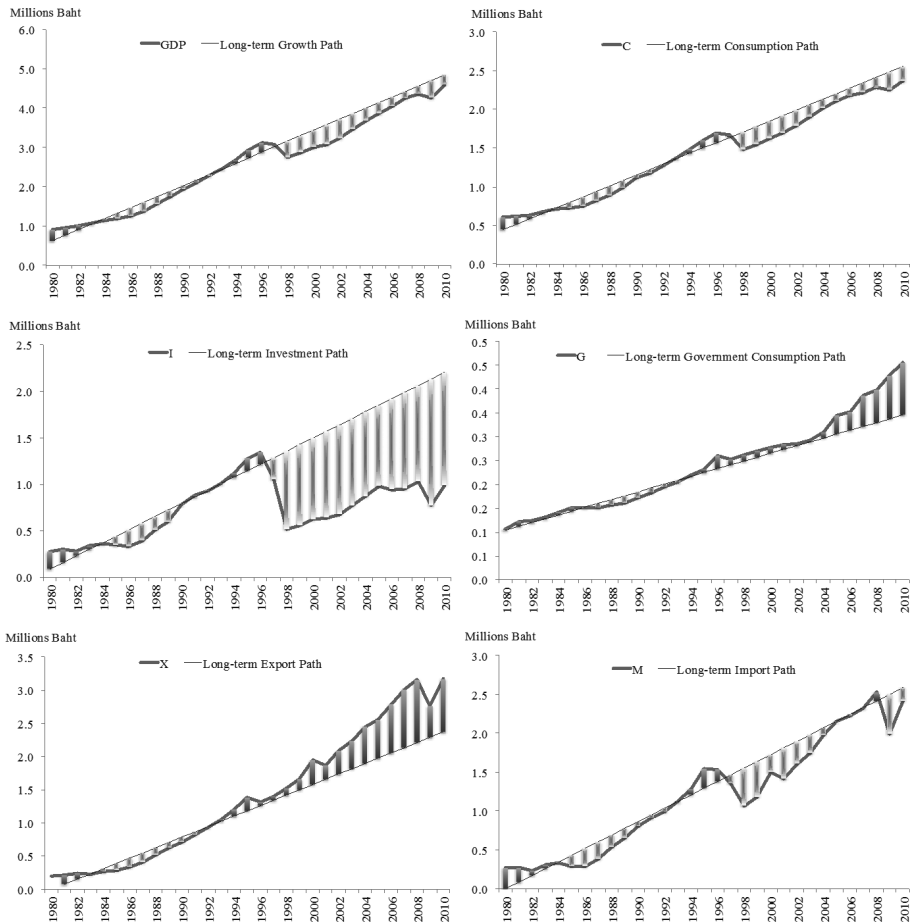 Millions Baht
GDP Long-term Growth Path
6.0
5.0
4.0
3.0
2.0
1.0
0.0
1980 1982 1984 1986 1988 1990 1992 1994 1996 1998 2000 2002 2004 2006 2008 2010
Millions Baht
C Long-term Consumption Path
3.0
2.5
2.0
1.5
1.0
0.5
0.0
1980 1982 1984 1986 1988 1990 1992 1994 1996 1998 2000 2002 2004 2006 2008 2010
Millions Baht
I Long-term Investment Path
2.5
2.0
1.5
1.0
0.5
0.0
1980 1982 1984 1986 1988 1990 1992 1994 1996 1998 2000 2002 2004 2006 2008 2010
Millions Baht
G Long-term Government Consumption Path
0.5
0.4
0.4
0.3
0.3
0.2
0.2
0.1
0.1
0.0
1980 1982 1984 1986 1988 1990 1992 1994 1996 1998 2000 2002 2004 2006 2008 2010
Millions Baht
X Long-term Export Path
3.5
3.0
2.5
2.0
1.5
1.0
0.5
0.0
1980 1982 1984 1986 1988 1990 1992 1994 1996 1998 2000 2002 2004 2006 2008 2010
Millions Baht
M Long-term Import Path
3.0
2.5
2.0
1.5
1.0
0.5
0.0
1980 1982 1984 1986 1988 1990 1992 1994 1996 1998 2000 2002 2004 2006 2008 2010